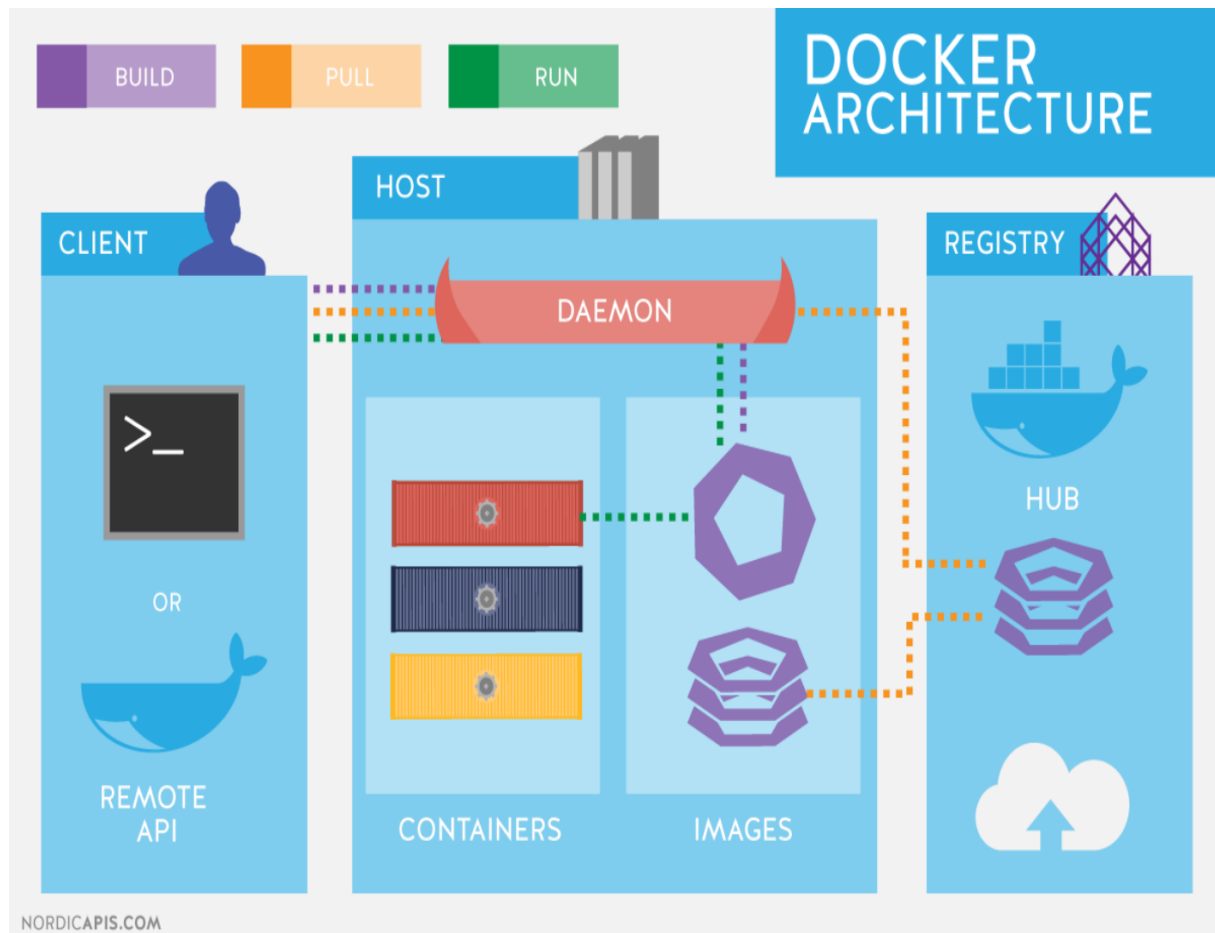 BUILD
PULL
RUN
DOCKER
ARCHITECTURE
CLIENT
>_
OR
REMOTE
API
HOST
DAEMON
CONTAINERS
IMAGES
REGISTRY
HUB
NORDICAPIS.COM